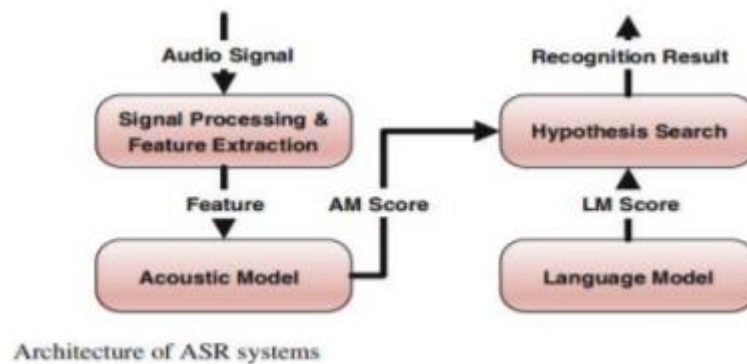 Audio Signal
Signal Processing &
Feature Extraction
Feature
Acoustic Model
AM Score
Recognition Result
Hypothesis Search
LM Score
Language Model
Architecture of ASR systems